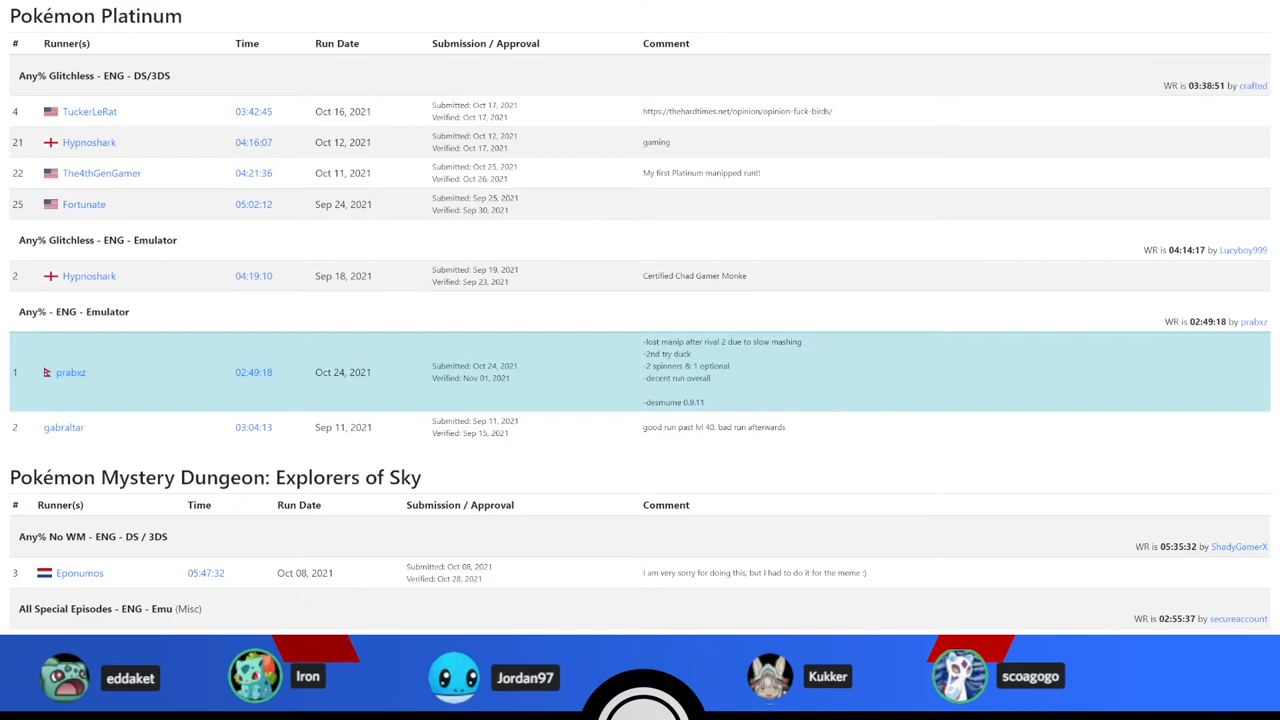 Pokémon Platinum
# Runner(s) Time Run Date Submission / Approval Comment
Any% Glitchless - ENG - DS/3DS
WR is 03:38:51 by crafted
4 TuckerLeRat 03:42:45 Oct 16, 2021 Submitted: Oct 17, 2021 https://thehardtimes.net/opinion/opinion-fuck-birds/
Verified: Oct 17, 2021
21 Hypnoshark 04:16:07 Oct 12, 2021 Submitted: Oct 12, 2021 gaming
Verified: Oct 17, 2021
22 The4thGenGamer 04:21:36 Oct 11, 2021 Submitted: Oct 25, 2021 My first Platinum manipped run!!
Verified: Oct 26, 2021
25 Fortunate 05:02:12 Sep 24, 2021 Submitted: Sep 25, 2021
Verified: Sep 30, 2021
Any% Glitchless - ENG - Emulator
WR is 04:14:17 by Lucyboy999
2 Hypnoshark 04:19:10 Sep 18, 2021 Submitted: Sep 19, 2021 Certified Chad Gamer Monke
Verified: Sep 23, 2021
Any% - ENG - Emulator
WR is 02:49:18 by prabxz
-lost manip after rival 2 due to slow mashing
-2nd try duck
1 prabxz 02:49:18 Oct 24, 2021 Submitted: Oct 24, 2021 -2 spinners & 1 optional
Verified: Nov 01, 2021 -decent run overall
-desmume 0.9.11
2 gabraltar 03:04:13 Sep 11, 2021 Submitted: Sep 11, 2021 good run past lvl 40, bad run afterwards
Verified: Sep 15, 2021
Pokémon Mystery Dungeon: Explorers of Sky
# Runner(s) Time Run Date Submission / Approval Comment
Any% No WM - ENG - DS / 3DS
WR is 05:35:32 by ShadyGamerX
3 Eponumos 05:47:32 Oct 08, 2021 Submitted: Oct 08, 2021 I am very sorry for doing this, but I had to do it for the meme :)
Verified: Oct 28, 2021
All Special Episodes - ENG - Emu (Misc)
WR is 02:55:37 by secureaccount
eddaket Iron Jordan97 Kukker scoagogo